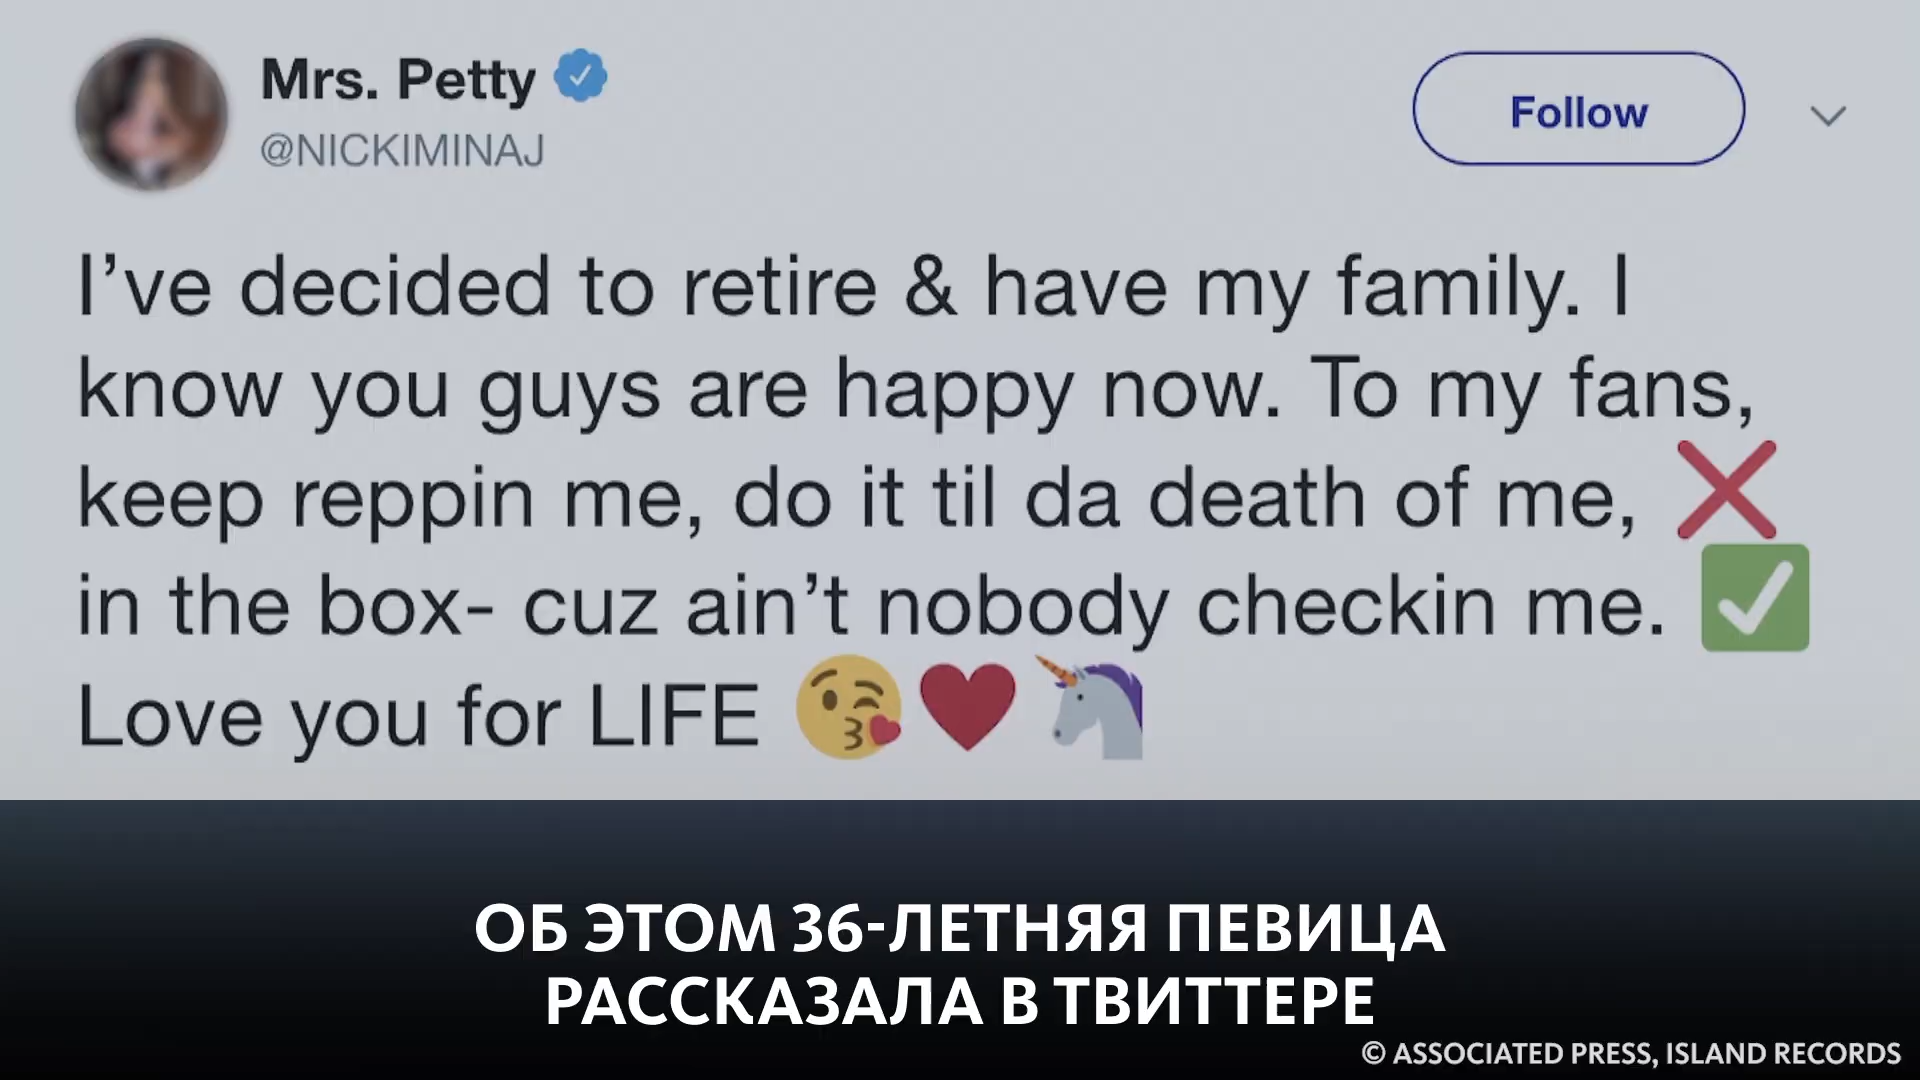 Mrs. Petty
@NICKIMINAJ
Follow
I’ve decided to retire & have my family. I
know you guys are happy now. To my fans,
keep reppin me, do it til da death of me, ❌
in the box- cuz ain’t nobody checkin me. ✅
Love you for LIFE 😘❤️🦄
ОБ ЭТОМ 36-ЛЕТНЯЯ ПЕВИЦА
РАССКАЗАЛА В ТВИТТЕРЕ
© ASSOCIATED PRESS, ISLAND RECORDS